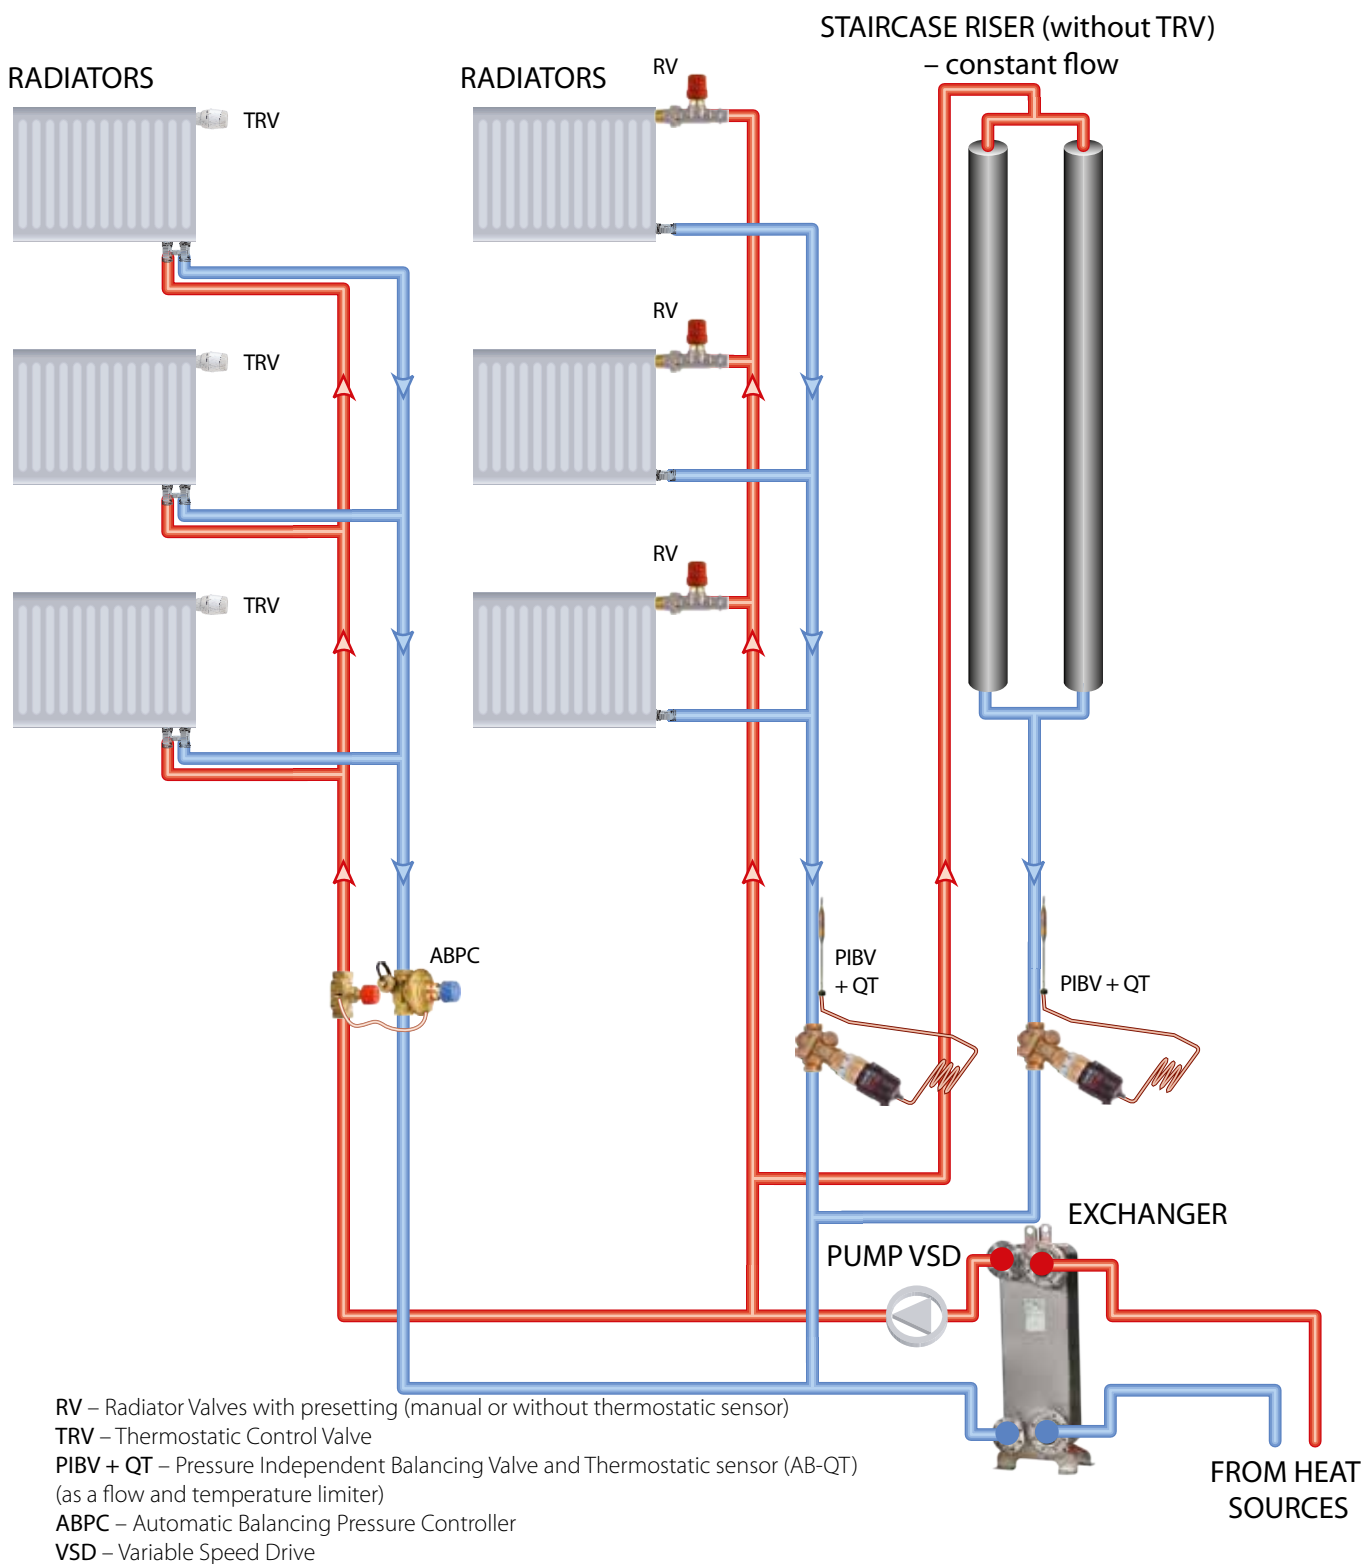 STAIRCASE RISER (without TRV)
– constant flow
RADIATORS
RADIATORS
RV
TRV
RV
TRV
RV
TRV
ABPC
PIBV
+ QT
PIBV + QT
EXCHANGER
PUMP VSD
RV – Radiator Valves with presetting (manual or without thermostatic sensor)
TRV – Thermostatic Control Valve
PIBV + QT – Pressure Independent Balancing Valve and Thermostatic sensor (AB-QT)
(as a flow and temperature limiter)
ABPC – Automatic Balancing Pressure Controller
VSD – Variable Speed Drive
FROM HEAT
SOURCES